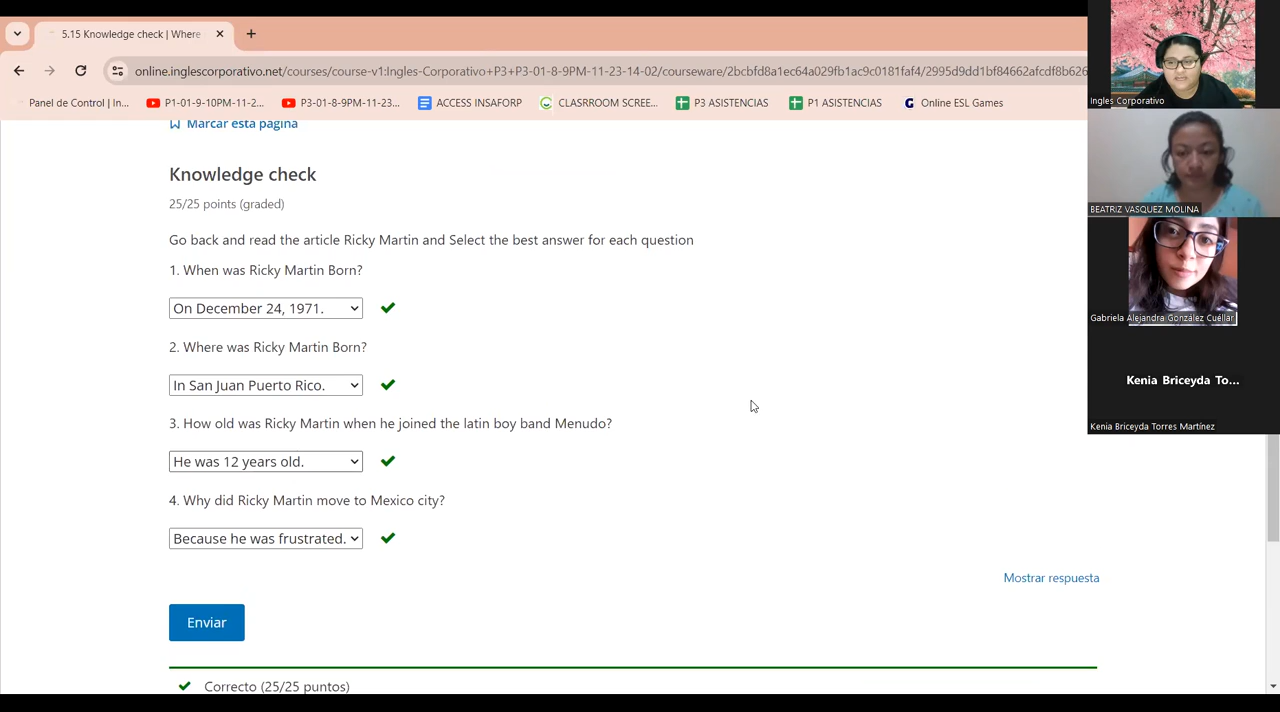 5.15 Knowledge check | Where
online.inglescorporativo.net/courses/course-v1:Ingles-Corporativo+P3+P3-01-8-9PM-11-23-14-02/courseware/2bcbfd8a1ec64a029fb1ac9c0181faf4/2995d9dd1bf84662afcdf8b626
Panel de Control | In...
P1-01-9-10PM-11-2...
P3-01-8-9PM-11-23...
ACCESS INSAFORP
CLASSROOM SCREE...
P3 ASISTENCIAS
P1 ASISTENCIAS
Online ESL Games
Marcar esta página
Knowledge check
25/25 points (graded)
Go back and read the article Ricky Martin and Select the best answer for each question
1. When was Ricky Martin Born?
On December 24, 1971.
2. Where was Ricky Martin Born?
In San Juan Puerto Rico.
3. How old was Ricky Martin when he joined the latin boy band Menudo?
He was 12 years old.
4. Why did Ricky Martin move to Mexico city?
Because he was frustrated.
Mostrar respuesta
Enviar
Correcto (25/25 puntos)
Ingles Corporativo
BEATRIZ VASQUEZ MOLINA
Gabriela Alejandra González Cuéllar
Kenia Briceyda To...
Kenia Briceyda Torres Martínez